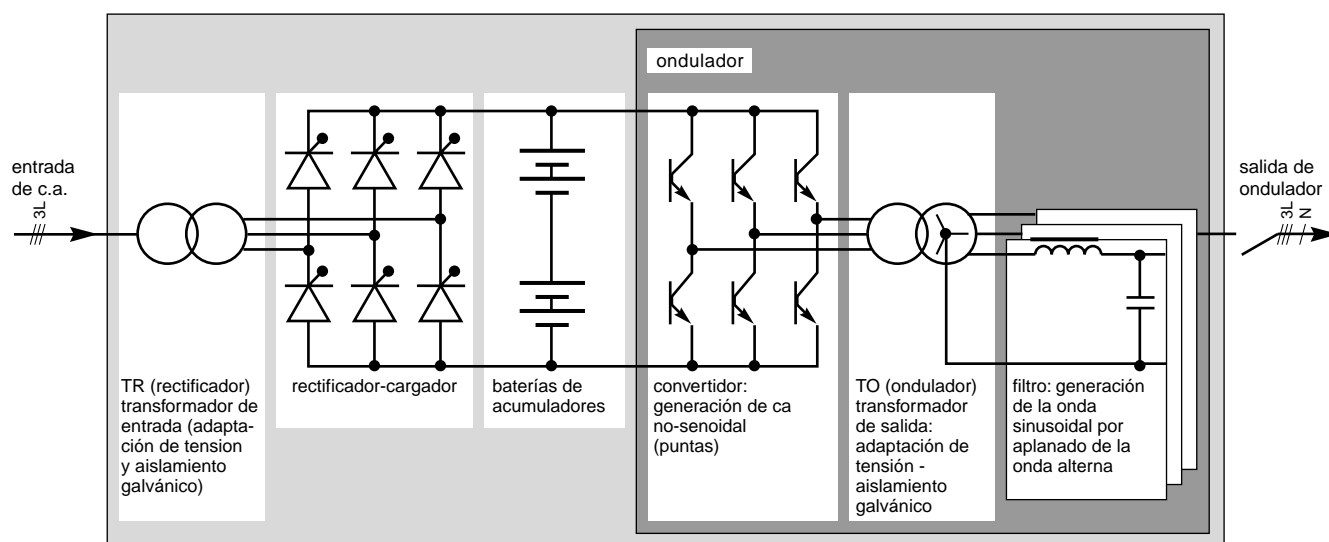 ondulador
entrada
de c.a.
3L
salida de
ondulador
3L
N
TR (rectificador)
transformador de
entrada (adapta-
ción de tension
y aislamiento
galvánico)
rectificador-cargador
baterías de
acumuladores
convertidor:
generación de ca
no-senoidal
(puntas)
TO (ondulador)
transformador
de salida:
adaptación de
tensión -
aislamiento
galvánico
filtro: generación
de la onda
sinusoidal por
aplanado de la
onda alterna